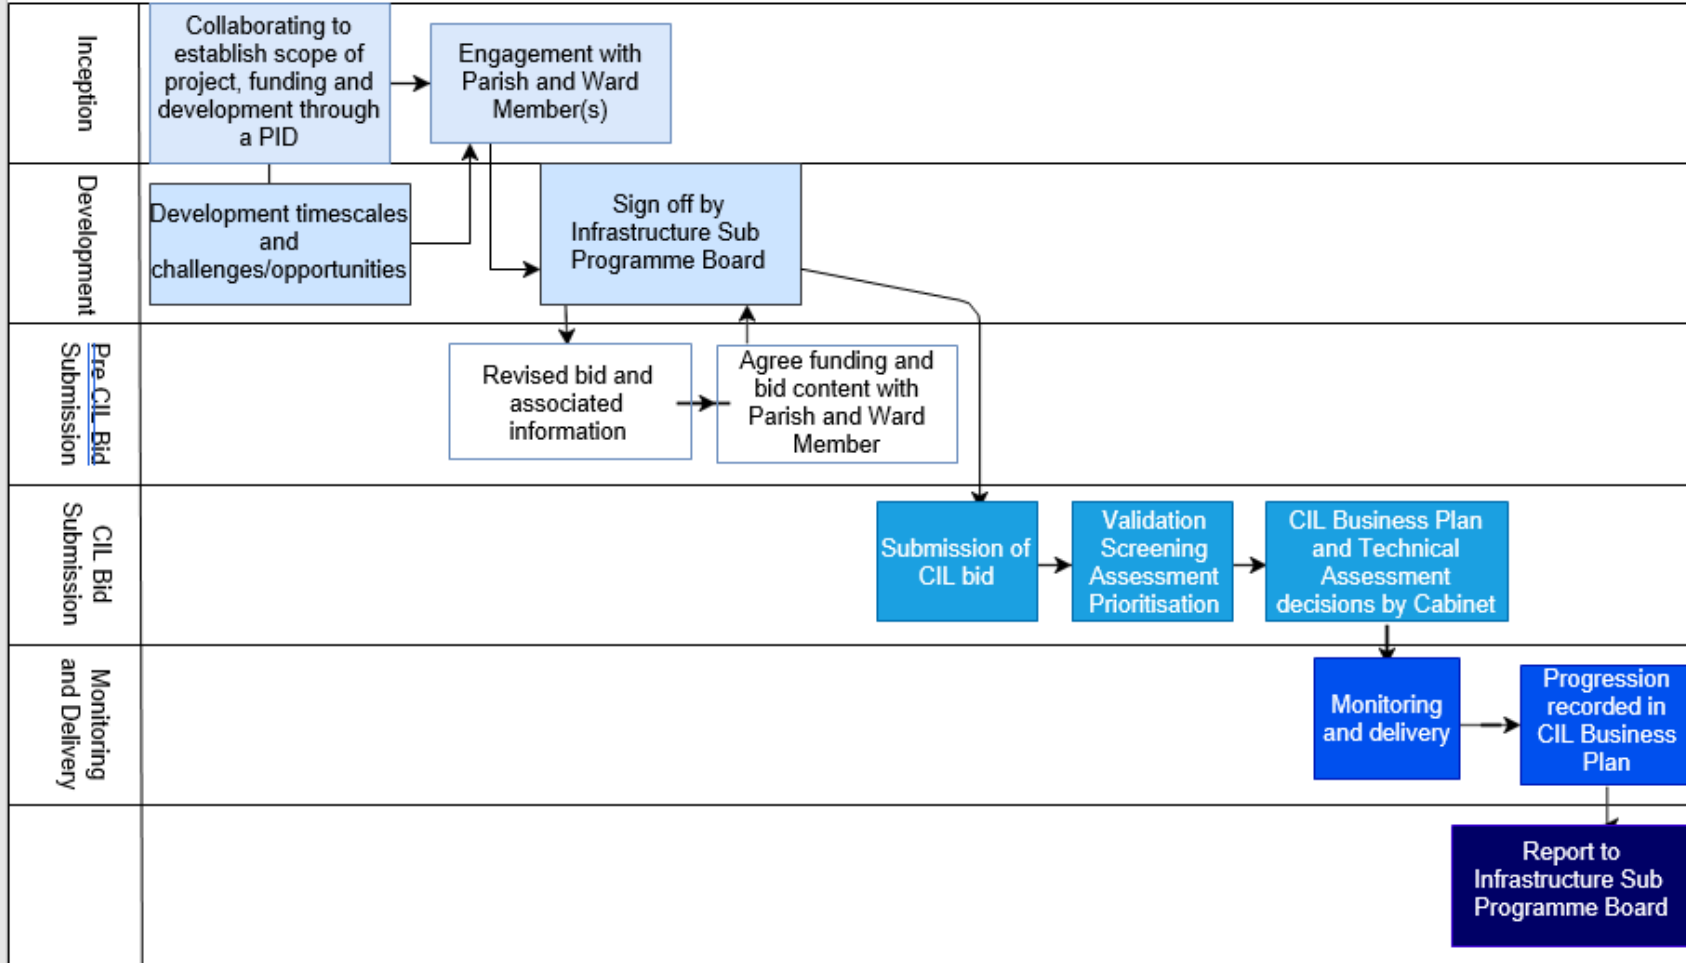 Inception
Collaborating to
establish scope of
project, funding and
development through
a PID
Engagement with
Parish and Ward
Member(s)
Development
Development timescales
and
challenges/opportunities
Sign off by
Infrastructure Sub
Programme Board
Pre CIL Bid
Submission
Revised bid and
associated
information
Agree funding and
bid content with
Parish and Ward
Member
CIL Bid
Submission
Submission of
CIL bid
Validation
Screening
Assessment
Prioritisation
CIL Business Plan
and Technical
Assessment
decisions by Cabinet
Monitoring
and Delivery
Monitoring
and delivery
Progression
recorded in
CIL Business
Plan
Report to
Infrastructure Sub
Programme Board